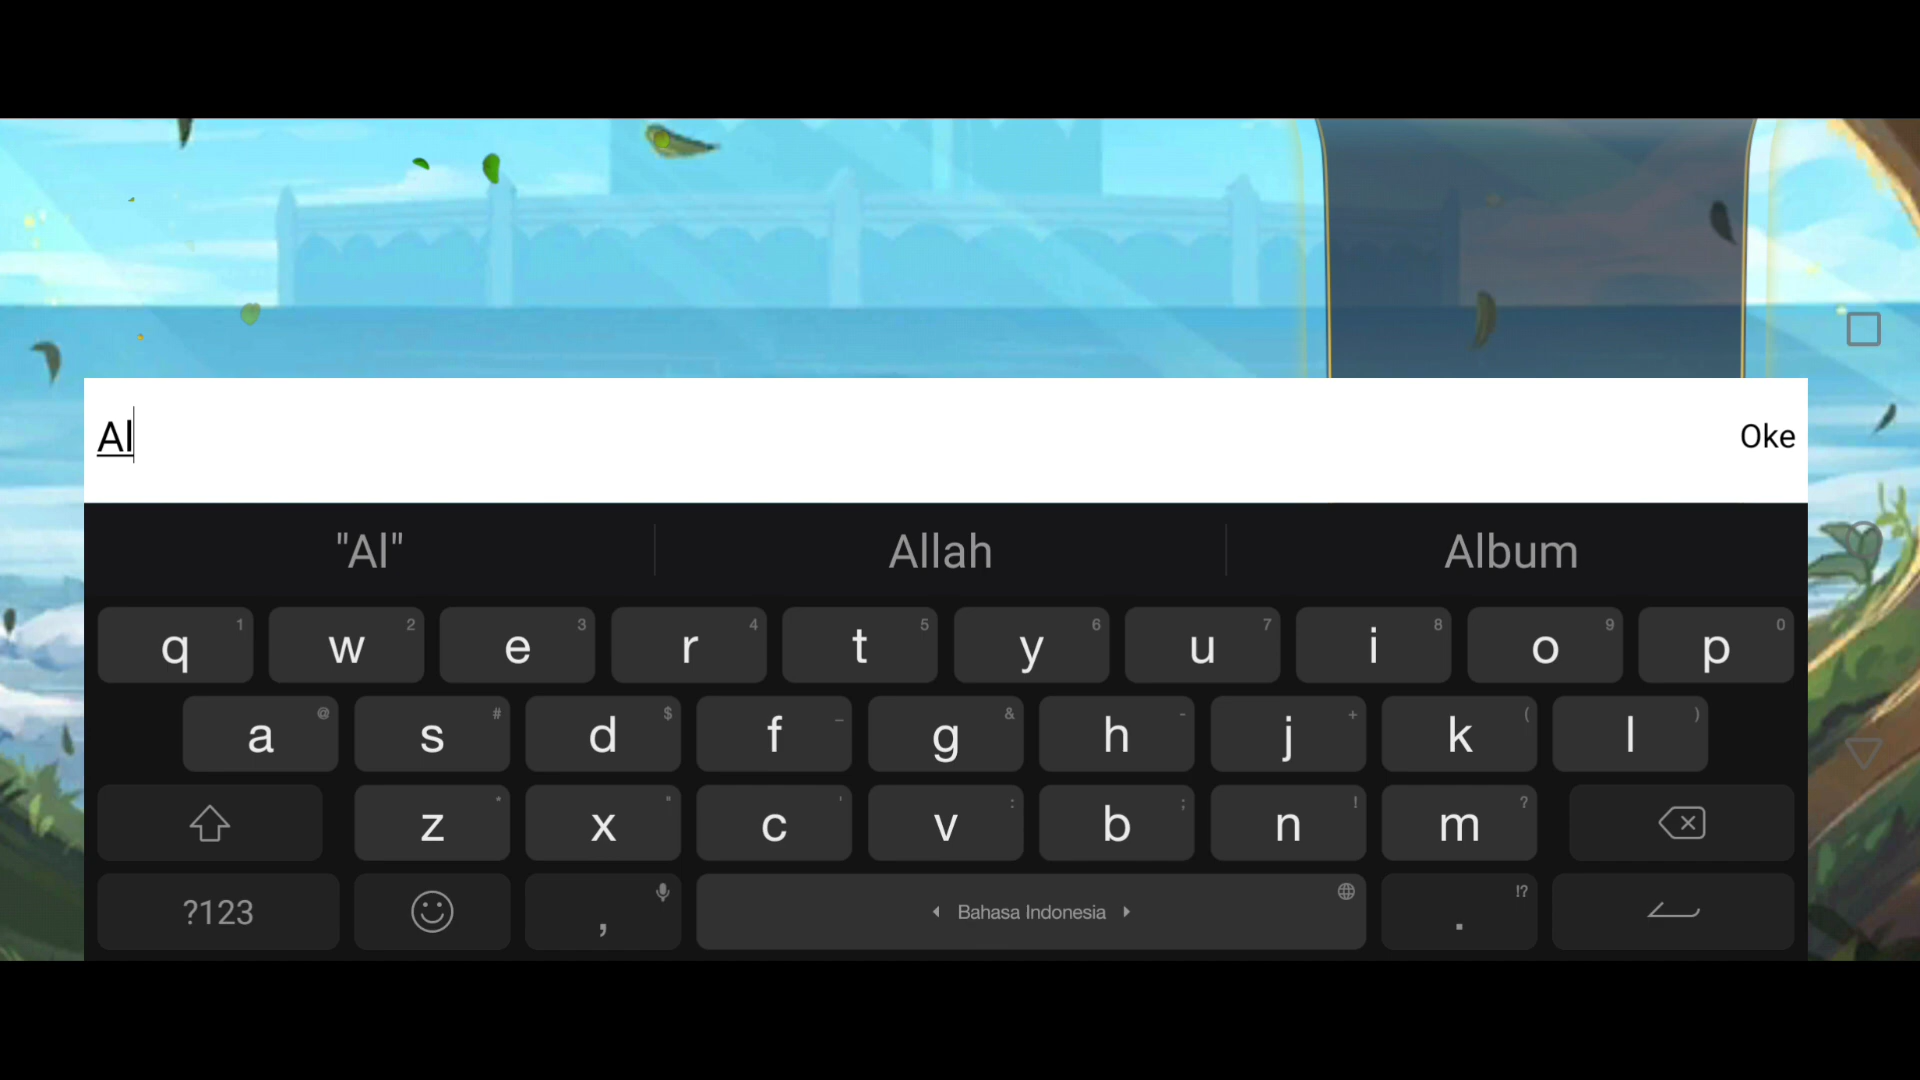 Al Oke
"Al" Allah Album
q 1 w 2 e 3 r 4 t 5 y 6 u 7 i 8 o 9 p 0
a @ s # d $ f _ g & h - j + k ( l )
z * x " c ' v : b ; n ! m ?
?123 , Bahasa Indonesia . !?